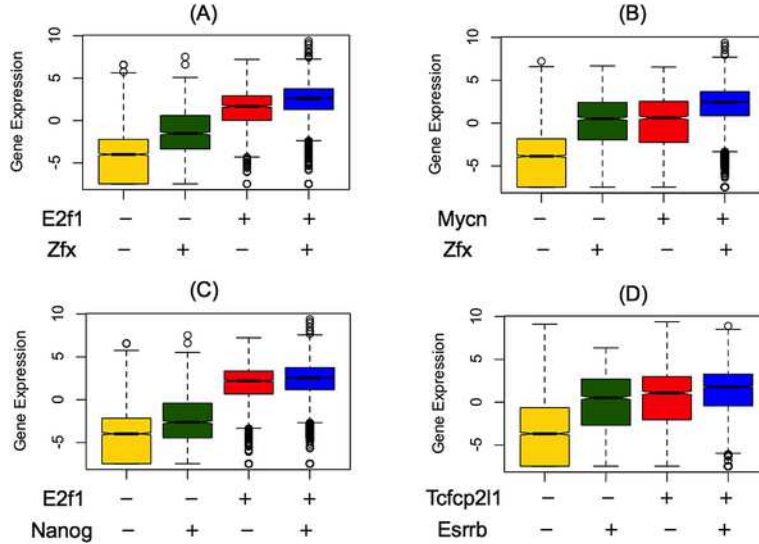 (A)
Gene Expression
10
5
0
-5
E2f1 − − + +
Zfx − + − +
(B)
Gene Expression
10
5
0
-5
Mycn − − + +
Zfx − + − +
(C)
Gene Expression
10
5
0
-5
E2f1 − − + +
Nanog − + − +
(D)
Gene Expression
10
5
0
-5
Tcfcp2l1 − − + +
Esrrb − + − +